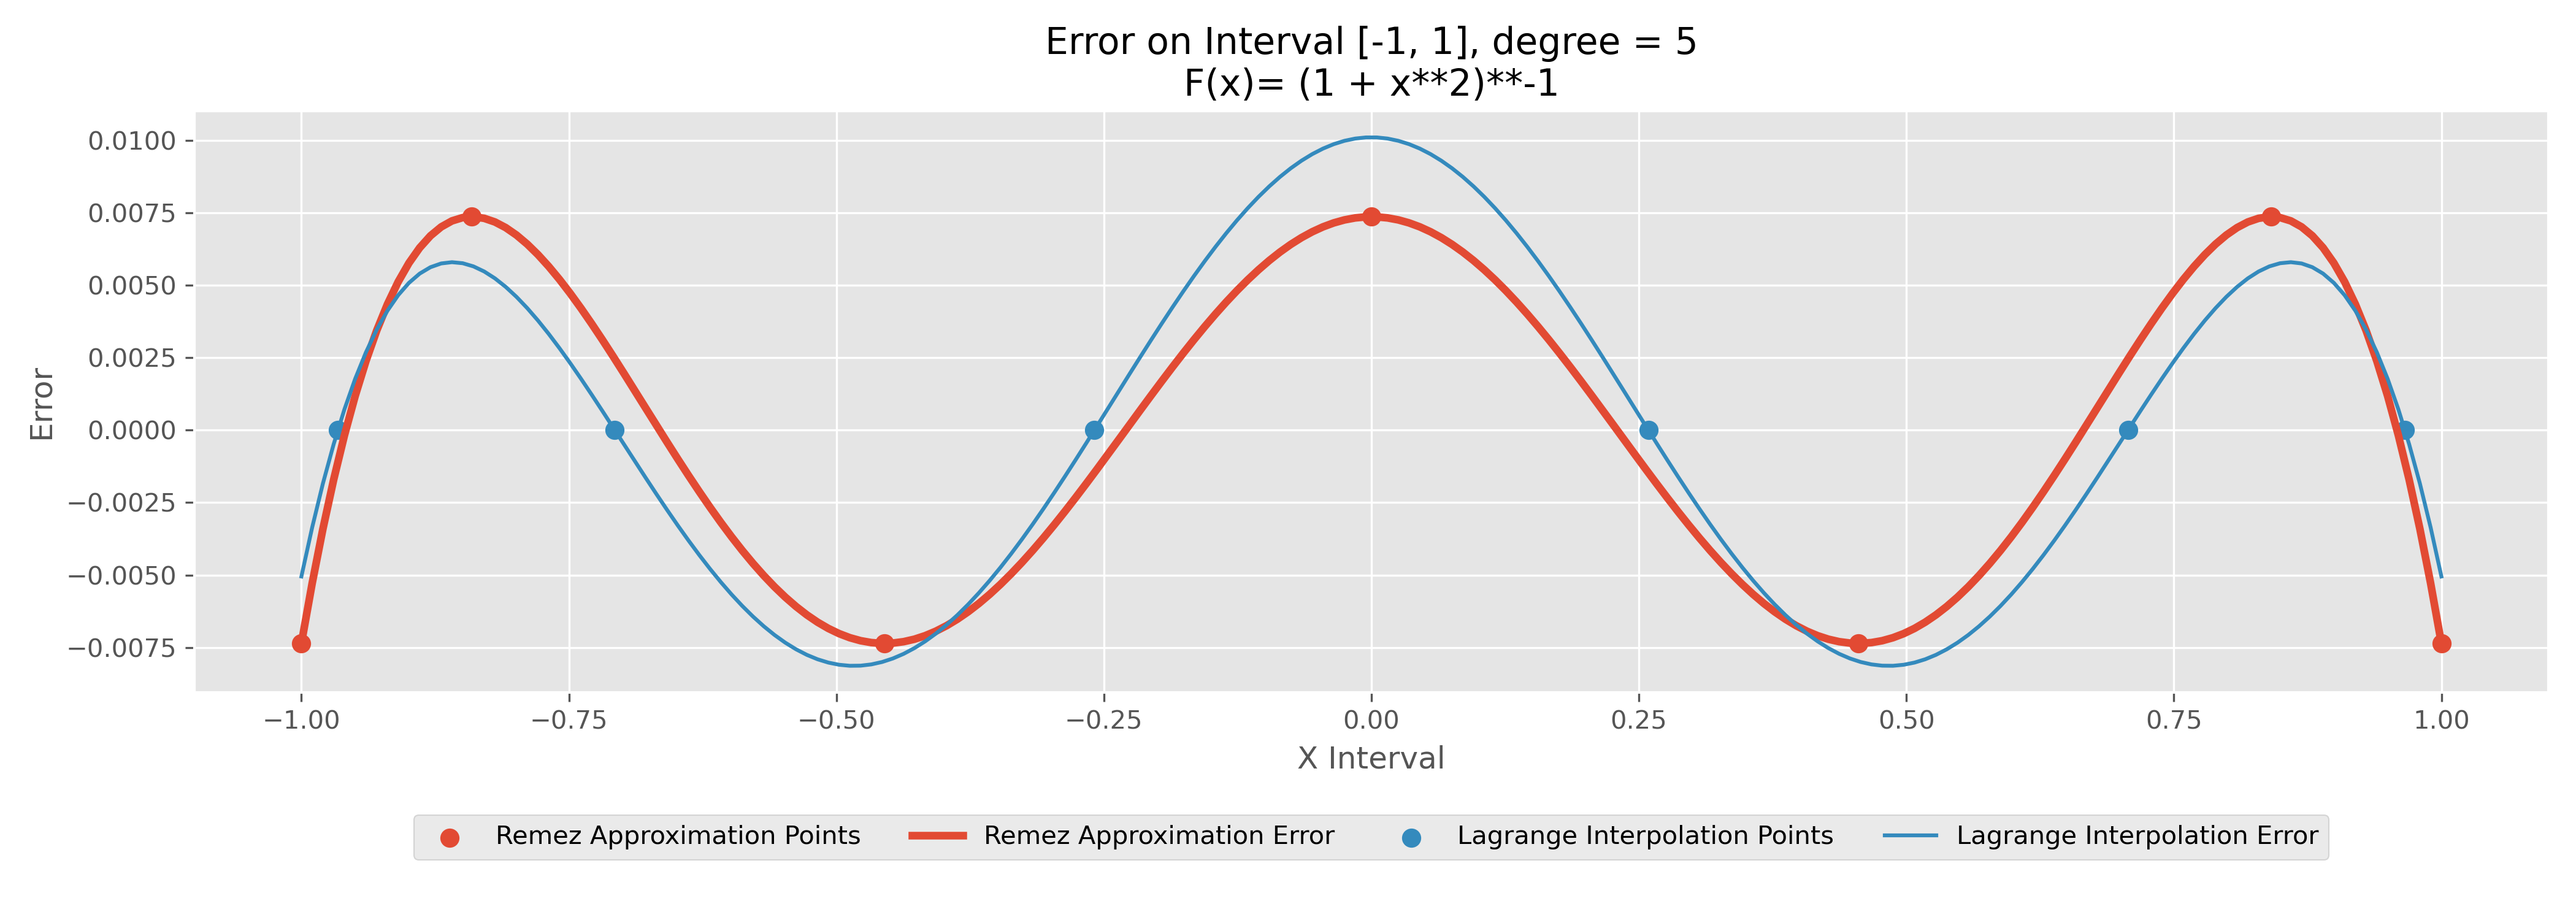 Error on Interval [-1, 1], degree = 5
F(x)= (1 + x**2)**-1
0.0100
0.0075
0.0050
0.0025
0.0000
−0.0025
−0.0050
−0.0075
Error
−1.00 −0.75 −0.50 −0.25 0.00 0.25 0.50 0.75 1.00
X Interval
Remez Approximation Points Remez Approximation Error Lagrange Interpolation Points Lagrange Interpolation Error